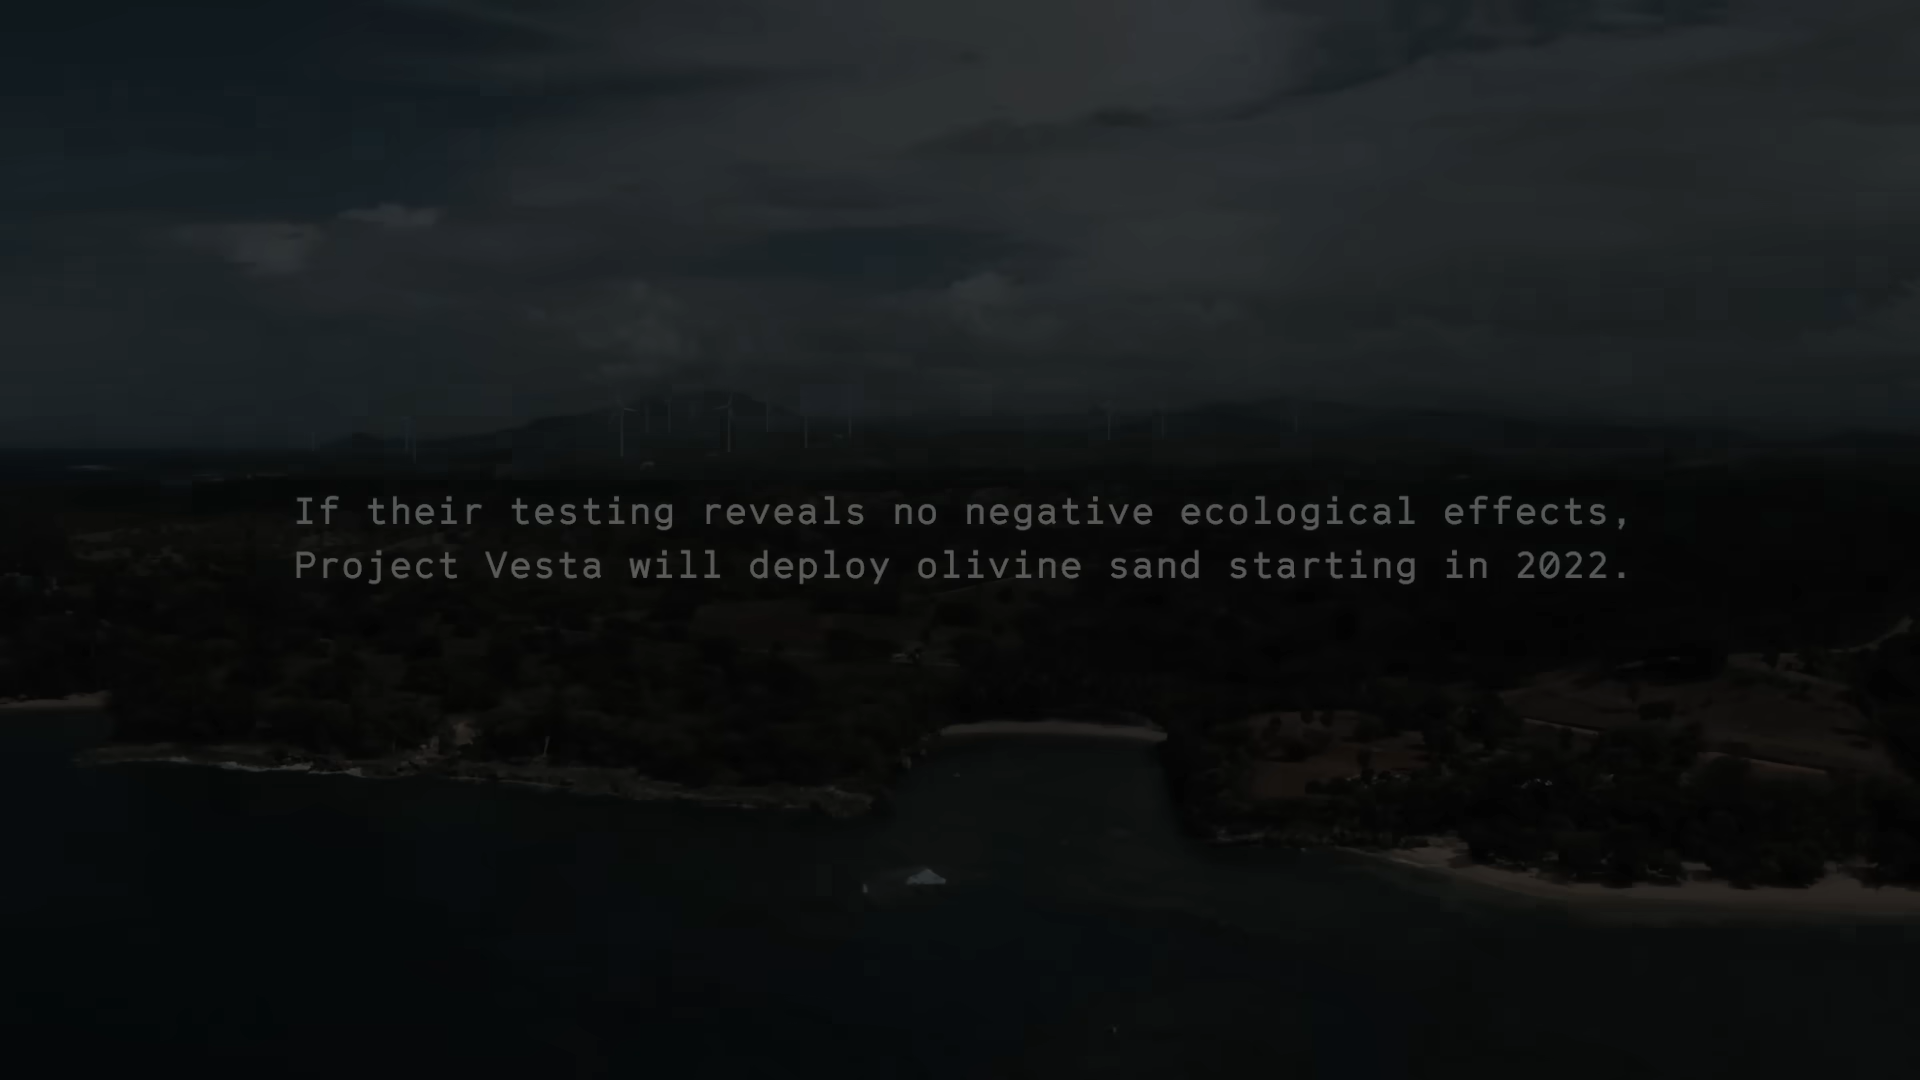 If their testing reveals no negative ecological effects,
Project Vesta will deploy olivine sand starting in 2022.